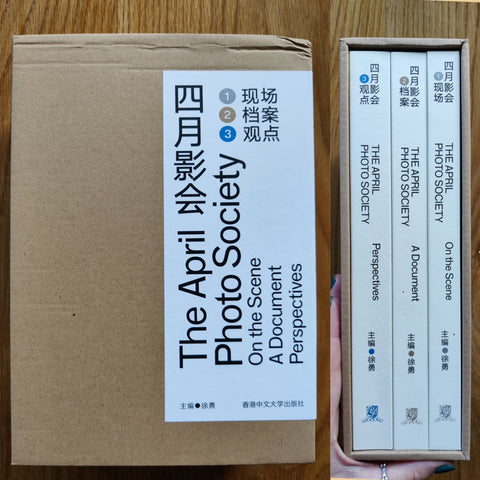 四月影会
①现场
②档案
③观点
The April
Photo Society
On the Scene
A Document
Perspectives
主编●徐勇
香港中文大学出版社
四月影会
③观点
THE APRIL
PHOTO SOCIETY
Perspectives
主编●徐勇
四月影会
②档案
THE APRIL
PHOTO SOCIETY
A Document
主编●徐勇
四月影会
①现场
THE APRIL
PHOTO SOCIETY
On the Scene
主编●徐勇